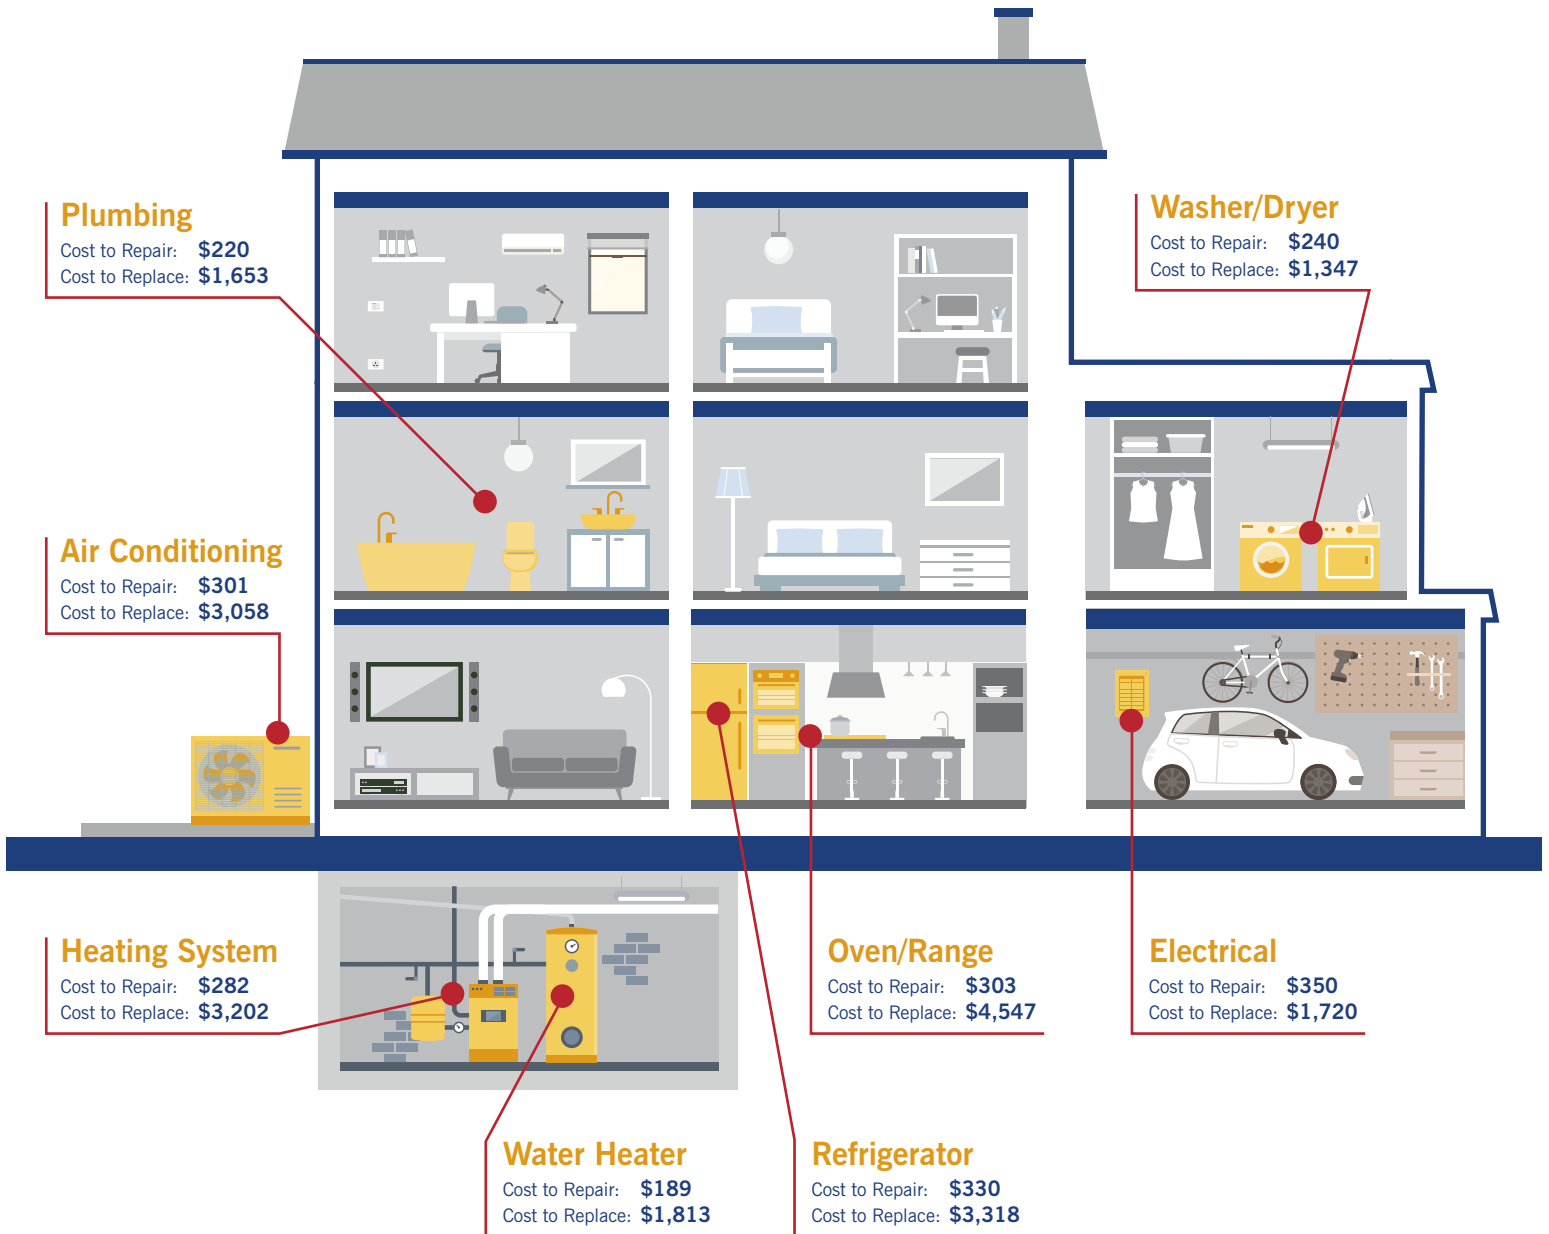 Plumbing
Cost to Repair: $220
Cost to Replace: $1,653
Washer/Dryer
Cost to Repair: $240
Cost to Replace: $1,347
Air Conditioning
Cost to Repair: $301
Cost to Replace: $3,058
Heating System
Cost to Repair: $282
Cost to Replace: $3,202
Oven/Range
Cost to Repair: $303
Cost to Replace: $4,547
Electrical
Cost to Repair: $350
Cost to Replace: $1,720
Water Heater
Cost to Repair: $189
Cost to Replace: $1,813
Refrigerator
Cost to Repair: $330
Cost to Replace: $3,318